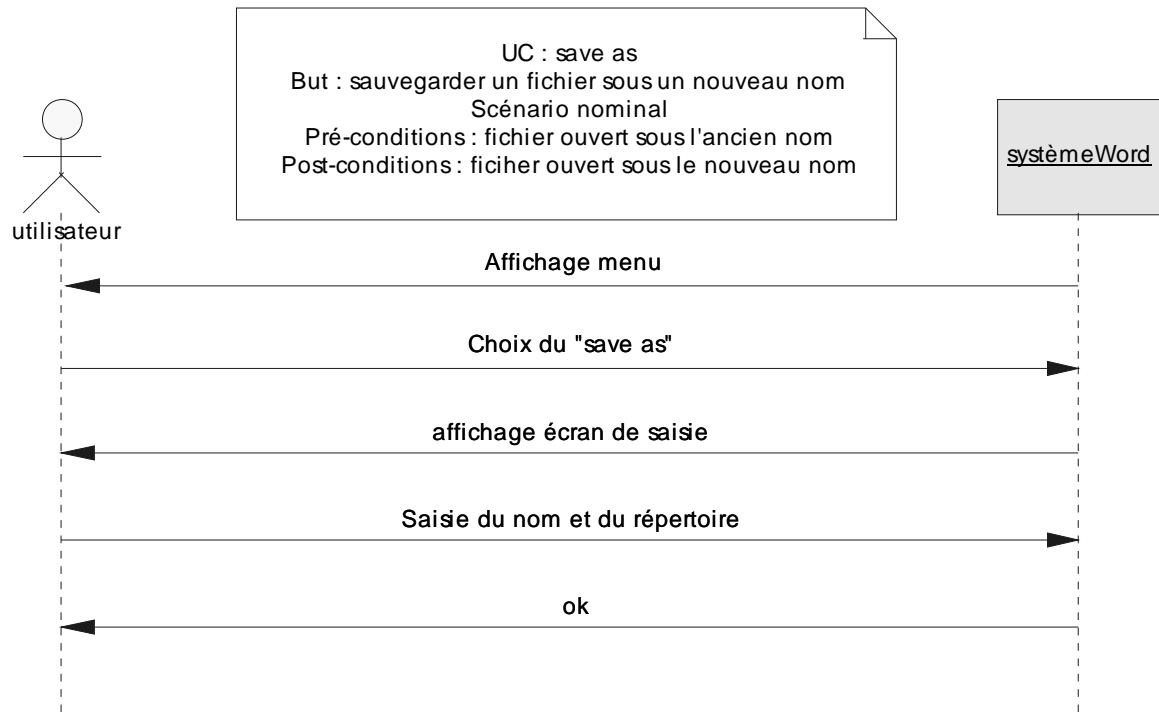 UC : save as
But : sauvegarder un fichier sous un nouveau nom
Scénario nominal
Pré-conditions : fichier ouvert sous l'ancien nom
Post-conditions : ficiher ouvert sous le nouveau nom
systèmeWord
utilisateur
Affichage menu
Choix du "save as"
affichage écran de saisie
Saisie du nom et du répertoire
ok